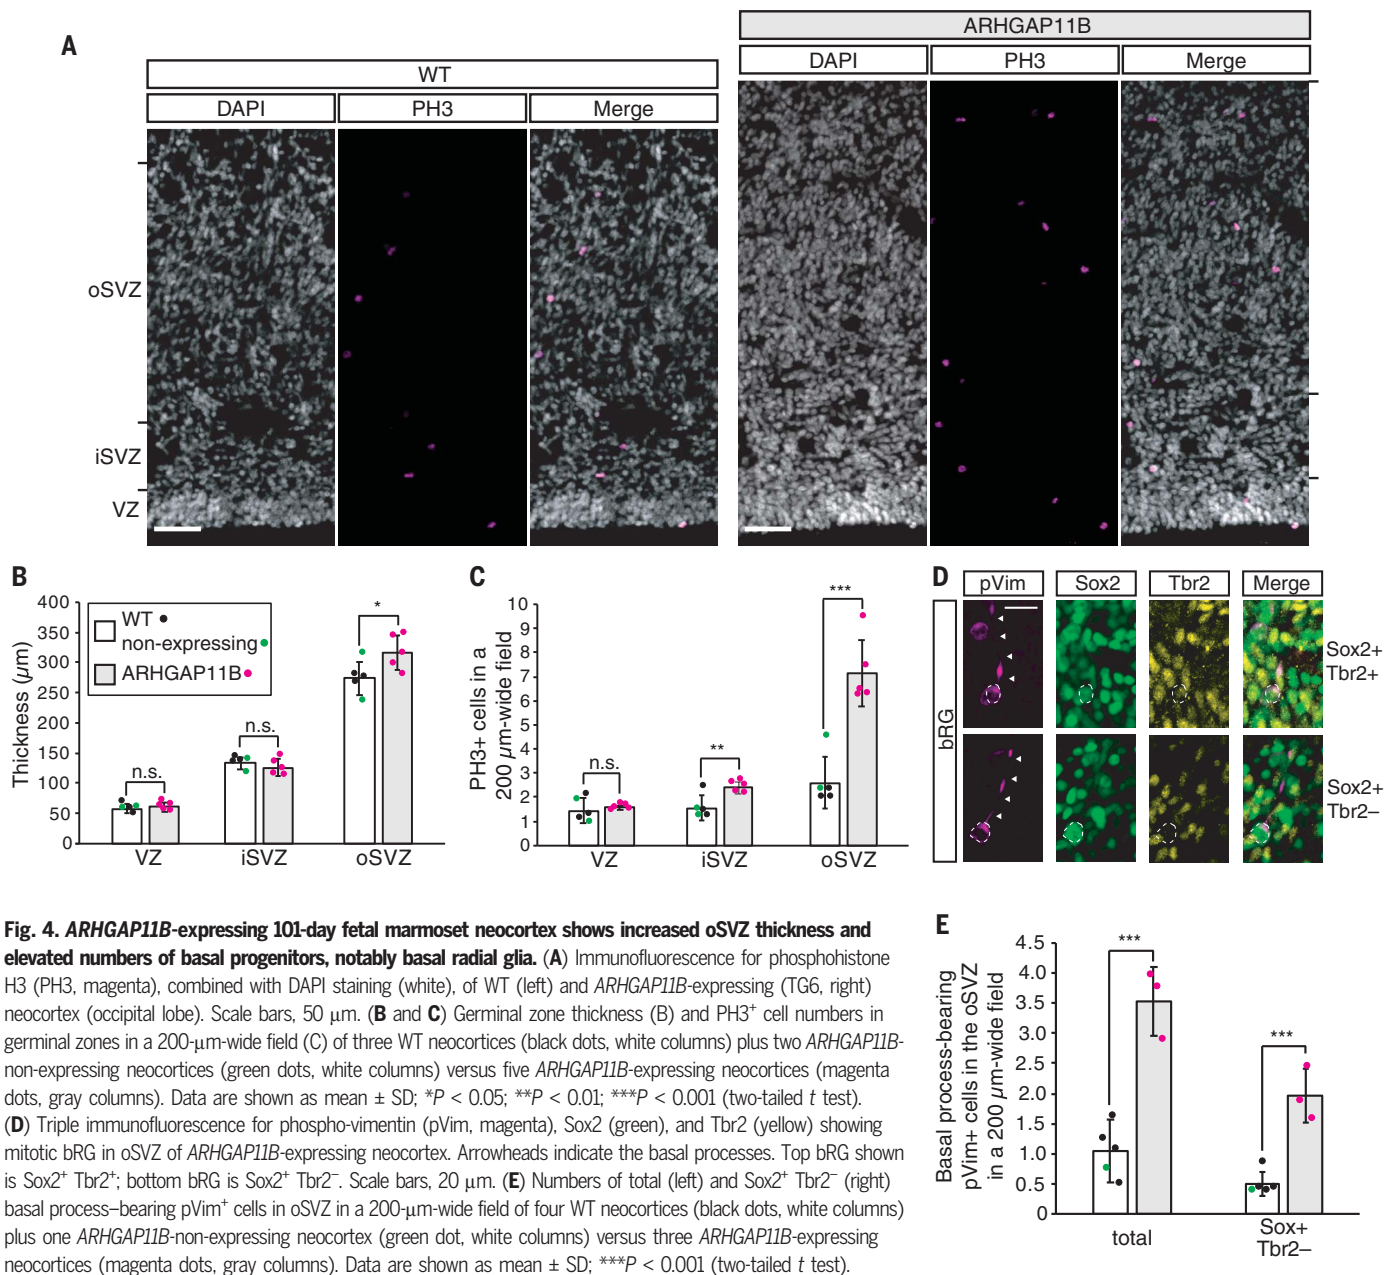 A
WT
DAPI
PH3
Merge
ARHGAP11B
DAPI
PH3
Merge
oSVZ
iSVZ
VZ
B
Thickness (µm)
400
350
300
250
200
150
100
50
0
WT
non-expressing
ARHGAP11B
n.s.
n.s.
*
VZ
iSVZ
oSVZ
C
PH3+ cells in a
200 µm-wide field
10
9
8
7
6
5
4
3
2
1
0
n.s.
**
***
VZ
iSVZ
oSVZ
D
pVim
Sox2
Tbr2
Merge
bRG
Sox2+
Tbr2+
Sox2+
Tbr2–
E
Basal process-bearing
pVim+ cells in the oSVZ
in a 200 µm-wide field
4.5
4.0
3.5
3.0
2.5
2.0
1.5
1.0
0.5
0
***
***
total
Sox+
Tbr2–
Fig. 4. ARHGAP11B-expressing 101-day fetal marmoset neocortex shows increased oSVZ thickness and
elevated numbers of basal progenitors, notably basal radial glia. (A) Immunofluorescence for phosphohistone
H3 (PH3, magenta), combined with DAPI staining (white), of WT (left) and ARHGAP11B-expressing (TG6, right)
neocortex (occipital lobe). Scale bars, 50 µm. (B and C) Germinal zone thickness (B) and PH3⁺ cell numbers in
germinal zones in a 200-µm-wide field (C) of three WT neocortices (black dots, white columns) plus two ARHGAP11B-
non-expressing neocortices (green dots, white columns) versus five ARHGAP11B-expressing neocortices (magenta
dots, gray columns). Data are shown as mean ± SD; *P < 0.05; **P < 0.01; ***P < 0.001 (two-tailed t test).
(D) Triple immunofluorescence for phospho-vimentin (pVim, magenta), Sox2 (green), and Tbr2 (yellow) showing
mitotic bRG in oSVZ of ARHGAP11B-expressing neocortex. Arrowheads indicate the basal processes. Top bRG shown
is Sox2⁺ Tbr2⁺; bottom bRG is Sox2⁺ Tbr2⁻. Scale bars, 20 µm. (E) Numbers of total (left) and Sox2⁺ Tbr2⁻ (right)
basal process–bearing pVim⁺ cells in oSVZ in a 200-µm-wide field of four WT neocortices (black dots, white columns)
plus one ARHGAP11B-non-expressing neocortex (green dot, white columns) versus three ARHGAP11B-expressing
neocortices (magenta dots, gray columns). Data are shown as mean ± SD; ***P < 0.001 (two-tailed t test).